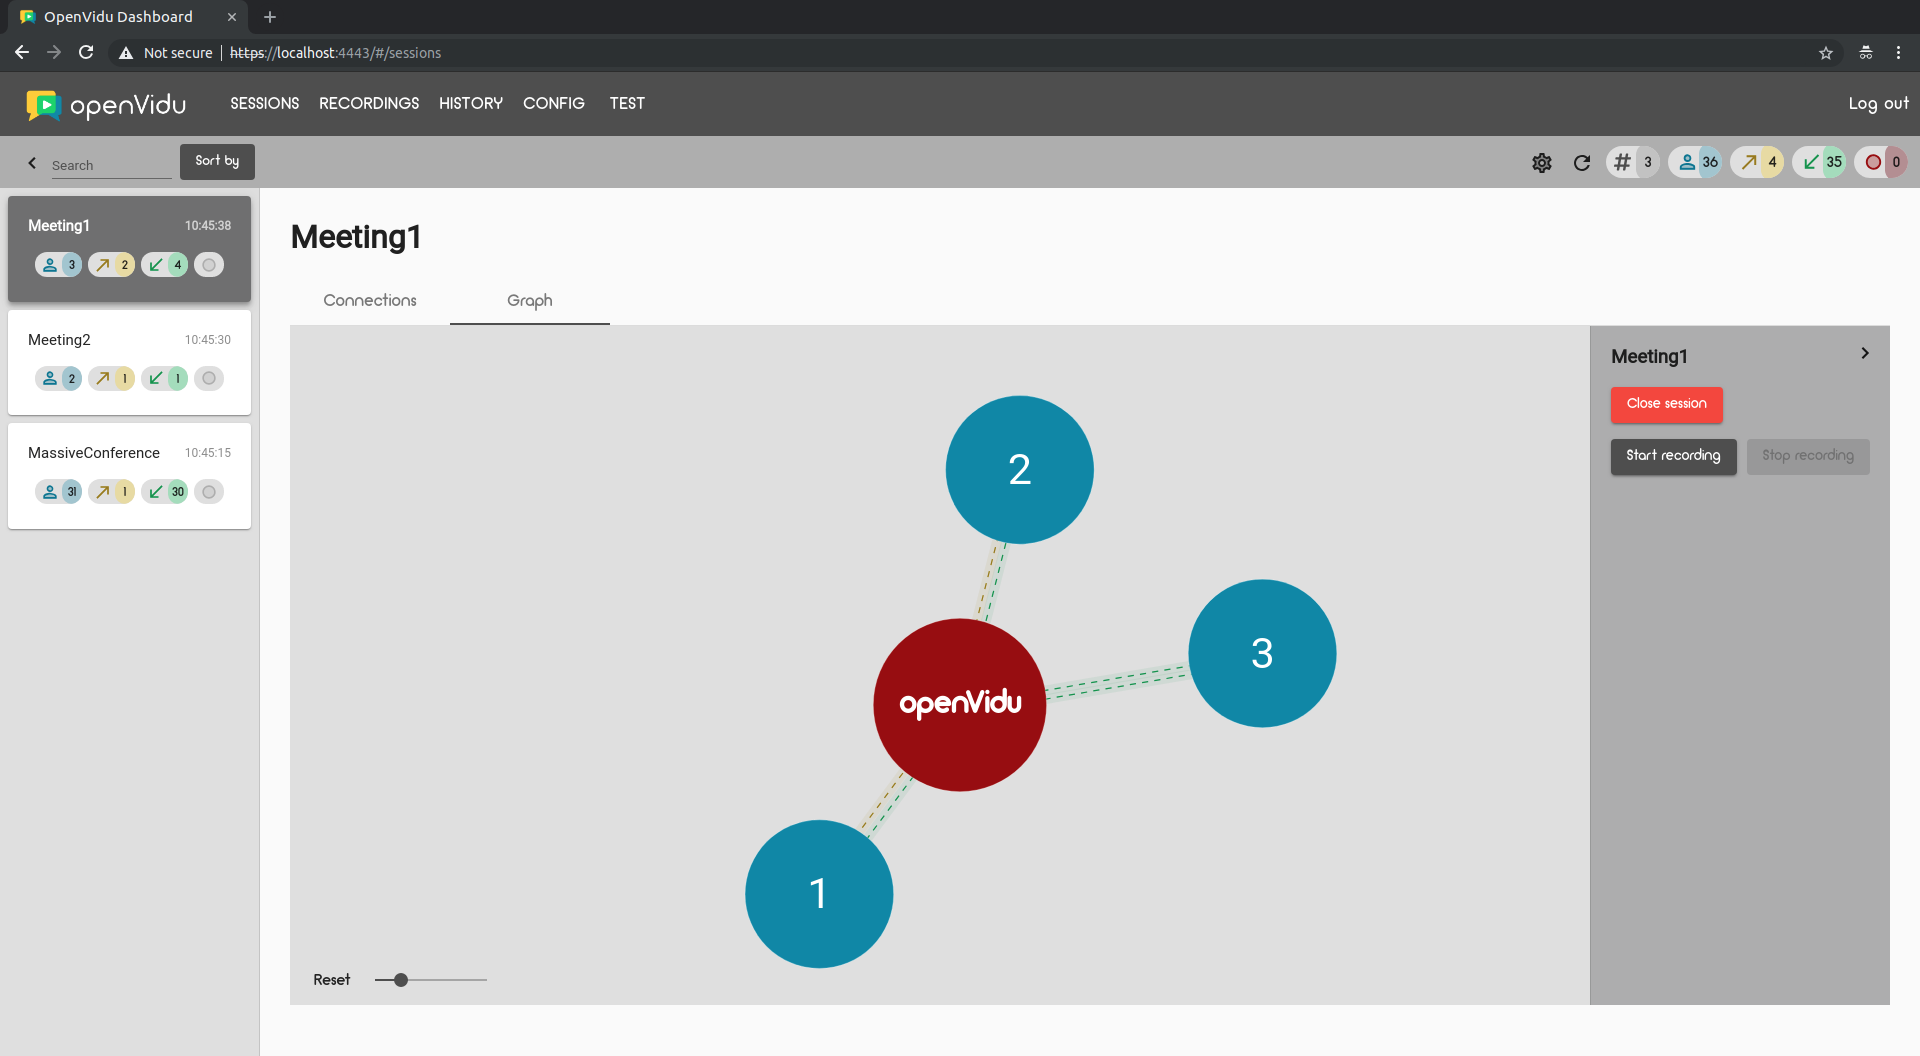 OpenVidu Dashboard
Not secure | https://localhost:4443/#/sessions
openVidu SESSIONS RECORDINGS HISTORY CONFIG TEST Log out
Search Sort by # 3 36 4 35 0
Meeting1 10:45:38
3 2 4
Meeting2 10:45:30
2 1 1
MassiveConference 10:45:15
31 1 30
Meeting1
Connections Graph
2
3
openVidu
1
Reset
Meeting1
Close session
Start recording Stop recording